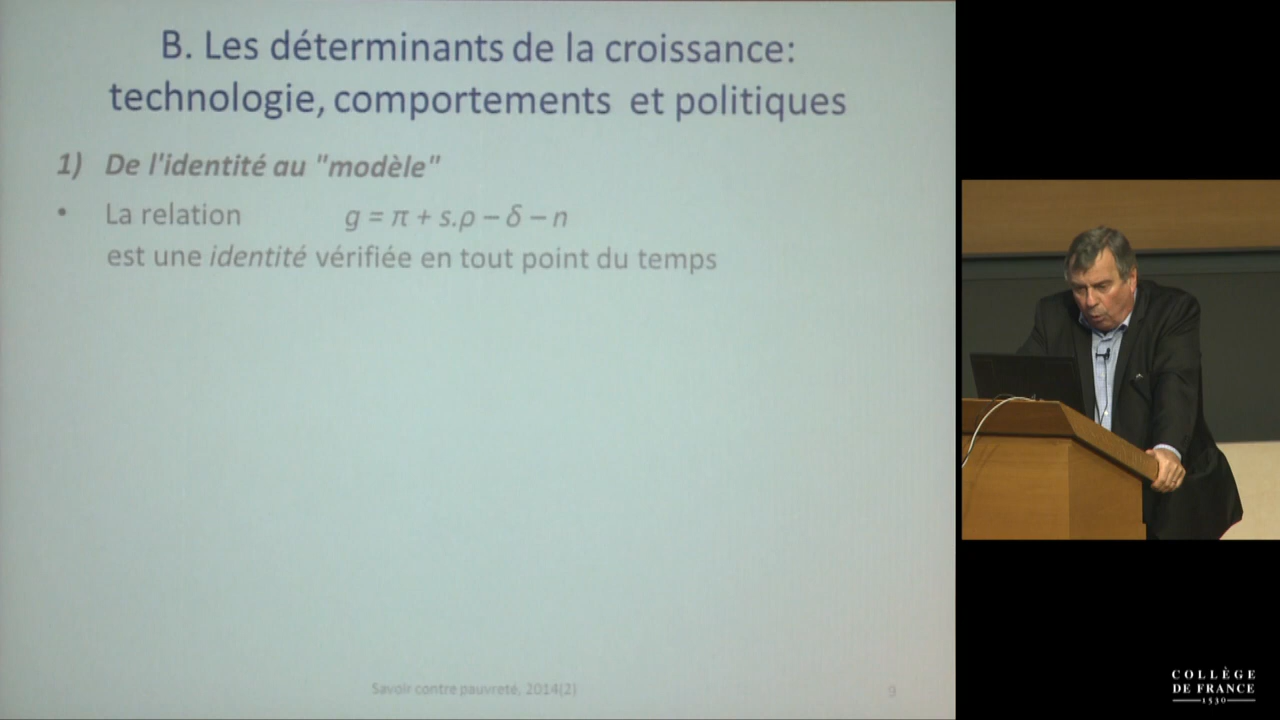 B. Les déterminants de la croissance:
technologie, comportements et politiques
1) De l'identité au "modèle"
• La relation g = π + s.ρ – δ – n
est une identité vérifiée en tout point du temps
Savoir contre pauvreté, 2014(2)
9
COLLÈGE
DE FRANCE
1530